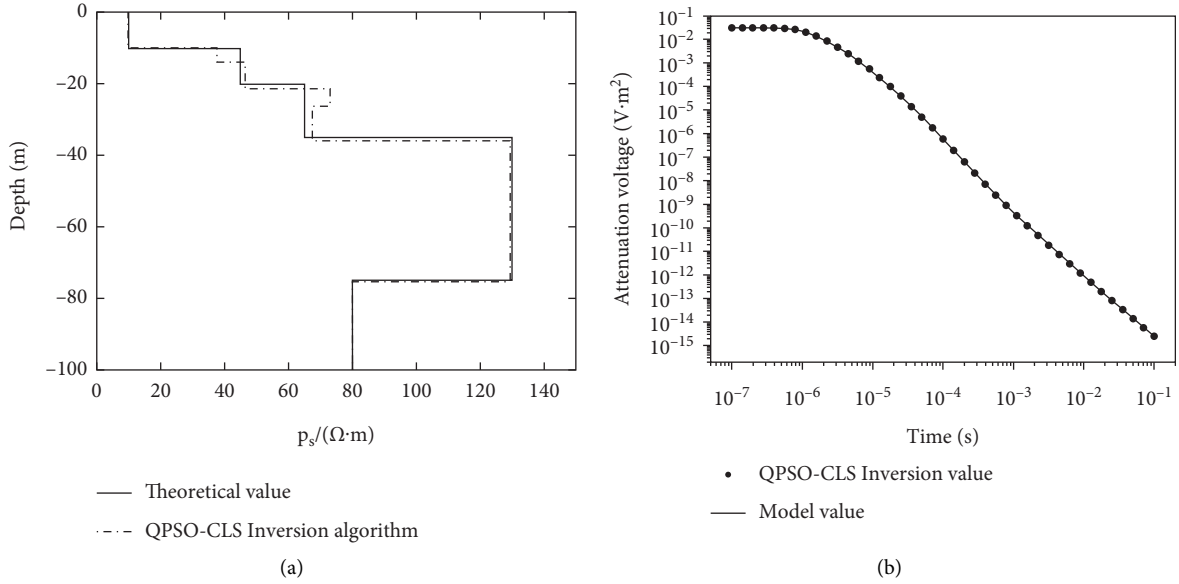 0
−20
−40
−60
−80
−100
Depth (m)
0 20 40 60 80 100 120 140
pₛ/(Ω·m)
Theoretical value
QPSO-CLS Inversion algorithm
(a)
10⁻¹
10⁻²
10⁻³
10⁻⁴
10⁻⁵
10⁻⁶
10⁻⁷
10⁻⁸
10⁻⁹
10⁻¹⁰
10⁻¹¹
10⁻¹²
10⁻¹³
10⁻¹⁴
10⁻¹⁵
Attenuation voltage (V·m²)
10⁻⁷ 10⁻⁶ 10⁻⁵ 10⁻⁴ 10⁻³ 10⁻² 10⁻¹
Time (s)
QPSO-CLS Inversion value
Model value
(b)